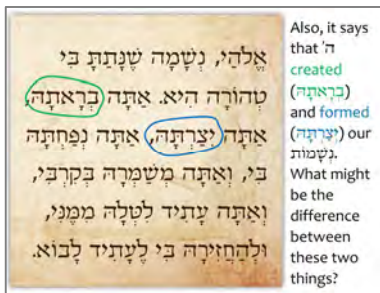 אֱלֹהַי, נְשָׁמָה שֶׁנָּתַתָּ בִּי
טְהוֹרָה הִיא. אַתָּה בְרָאתָהּ,
אַתָּה יְצַרְתָּהּ, אַתָּה נְפַחְתָּהּ
בִּי, וְאַתָּה מְשַׁמְּרָהּ בְּקִרְבִּי,
וְאַתָּה עָתִיד לִטְּלָהּ מִמֶּנִּי,
וּלְהַחֲזִירָהּ בִּי לֶעָתִיד לָבוֹא.
Also, it says
that ה'
created
(בְרָאתָהּ)
and formed
(יְצַרְתָּהּ) our
נְשָׁמוֹת.
What might
be the
difference
between
these two
things?